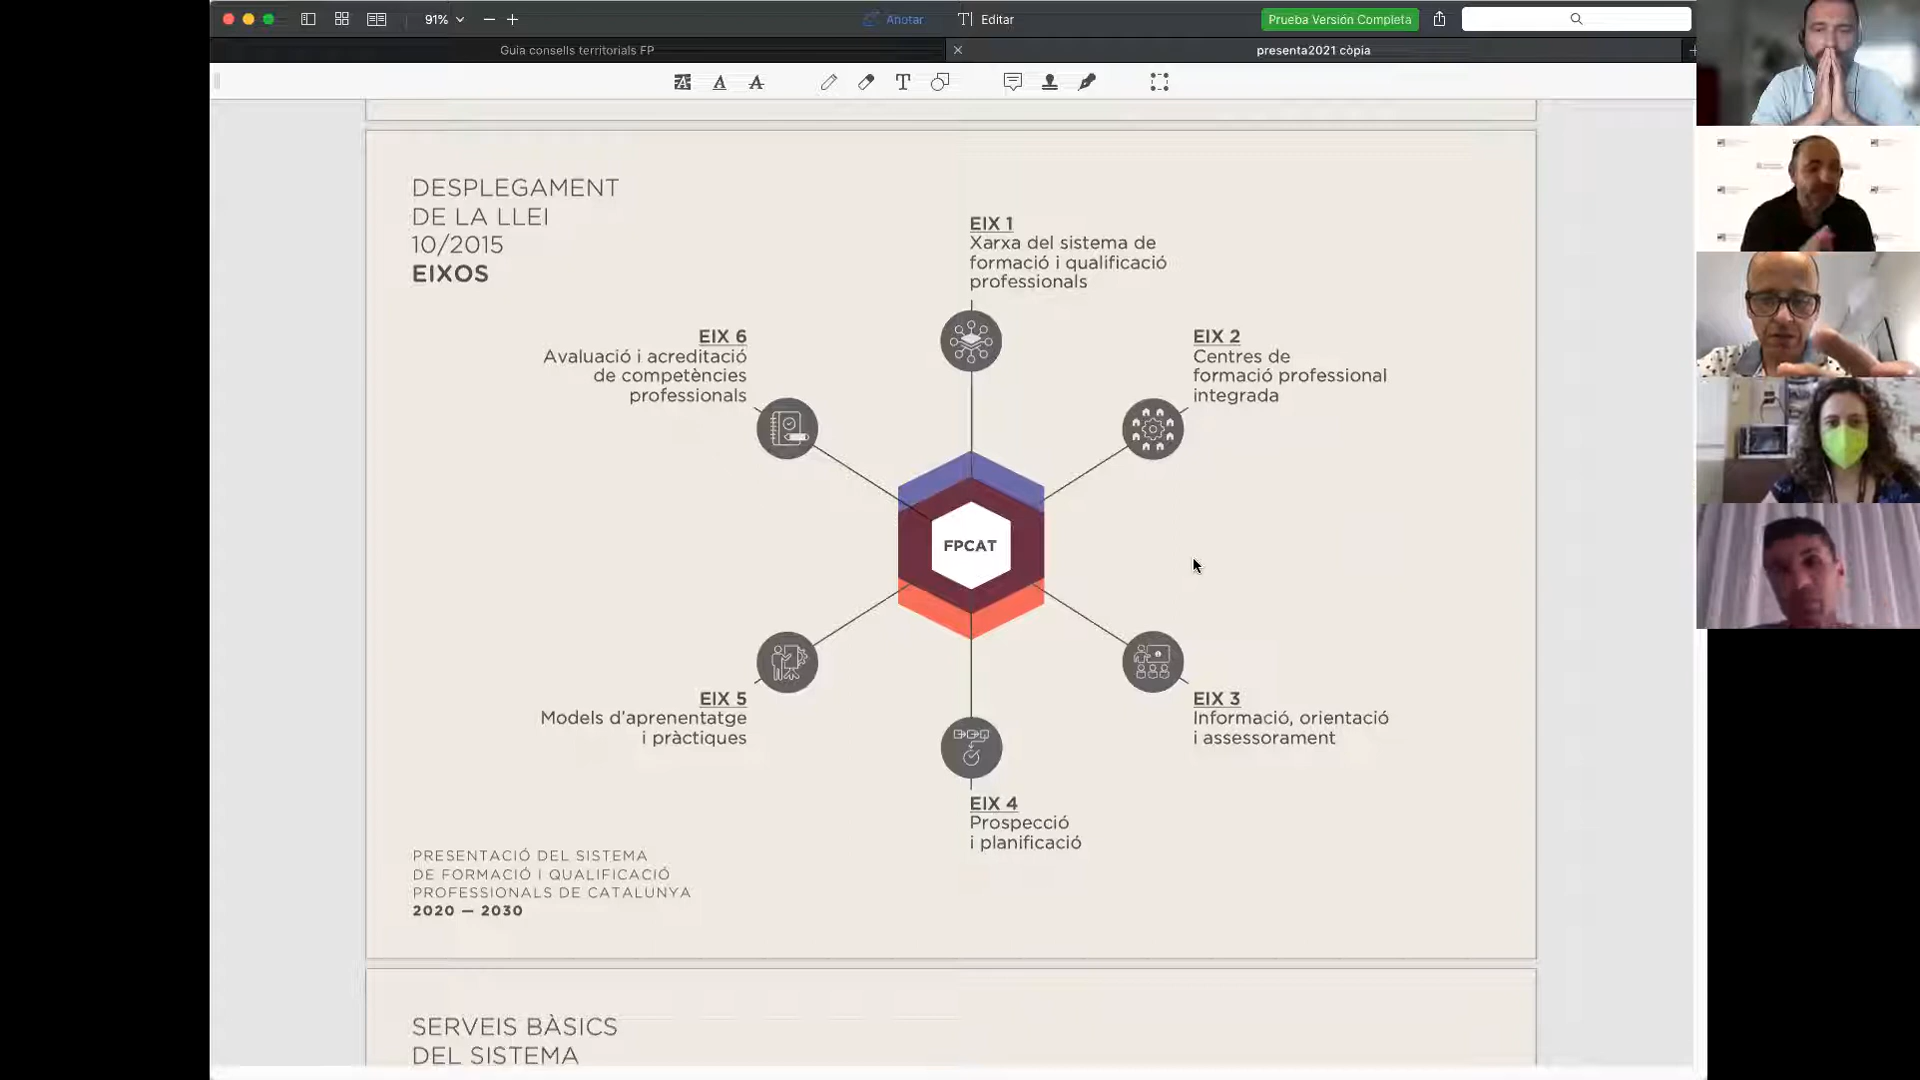 91%
Anotar
Editar
Prueba Versión Completa
Guia consells territorials FP
presenta2021 còpia
DESPLEGAMENT
DE LA LLEI
10/2015
EIXOS
EIX 1
Xarxa del sistema de
formació i qualificació
professionals
EIX 6
Avaluació i acreditació
de competències
professionals
EIX 2
Centres de
formació professional
integrada
FPCAT
EIX 5
Models d'aprenentatge
i pràctiques
EIX 3
Informació, orientació
i assessorament
EIX 4
Prospecció
i planificació
PRESENTACIÓ DEL SISTEMA
DE FORMACIÓ I QUALIFICACIÓ
PROFESSIONALS DE CATALUNYA
2020 — 2030
SERVEIS BÀSICS
DEL SISTEMA